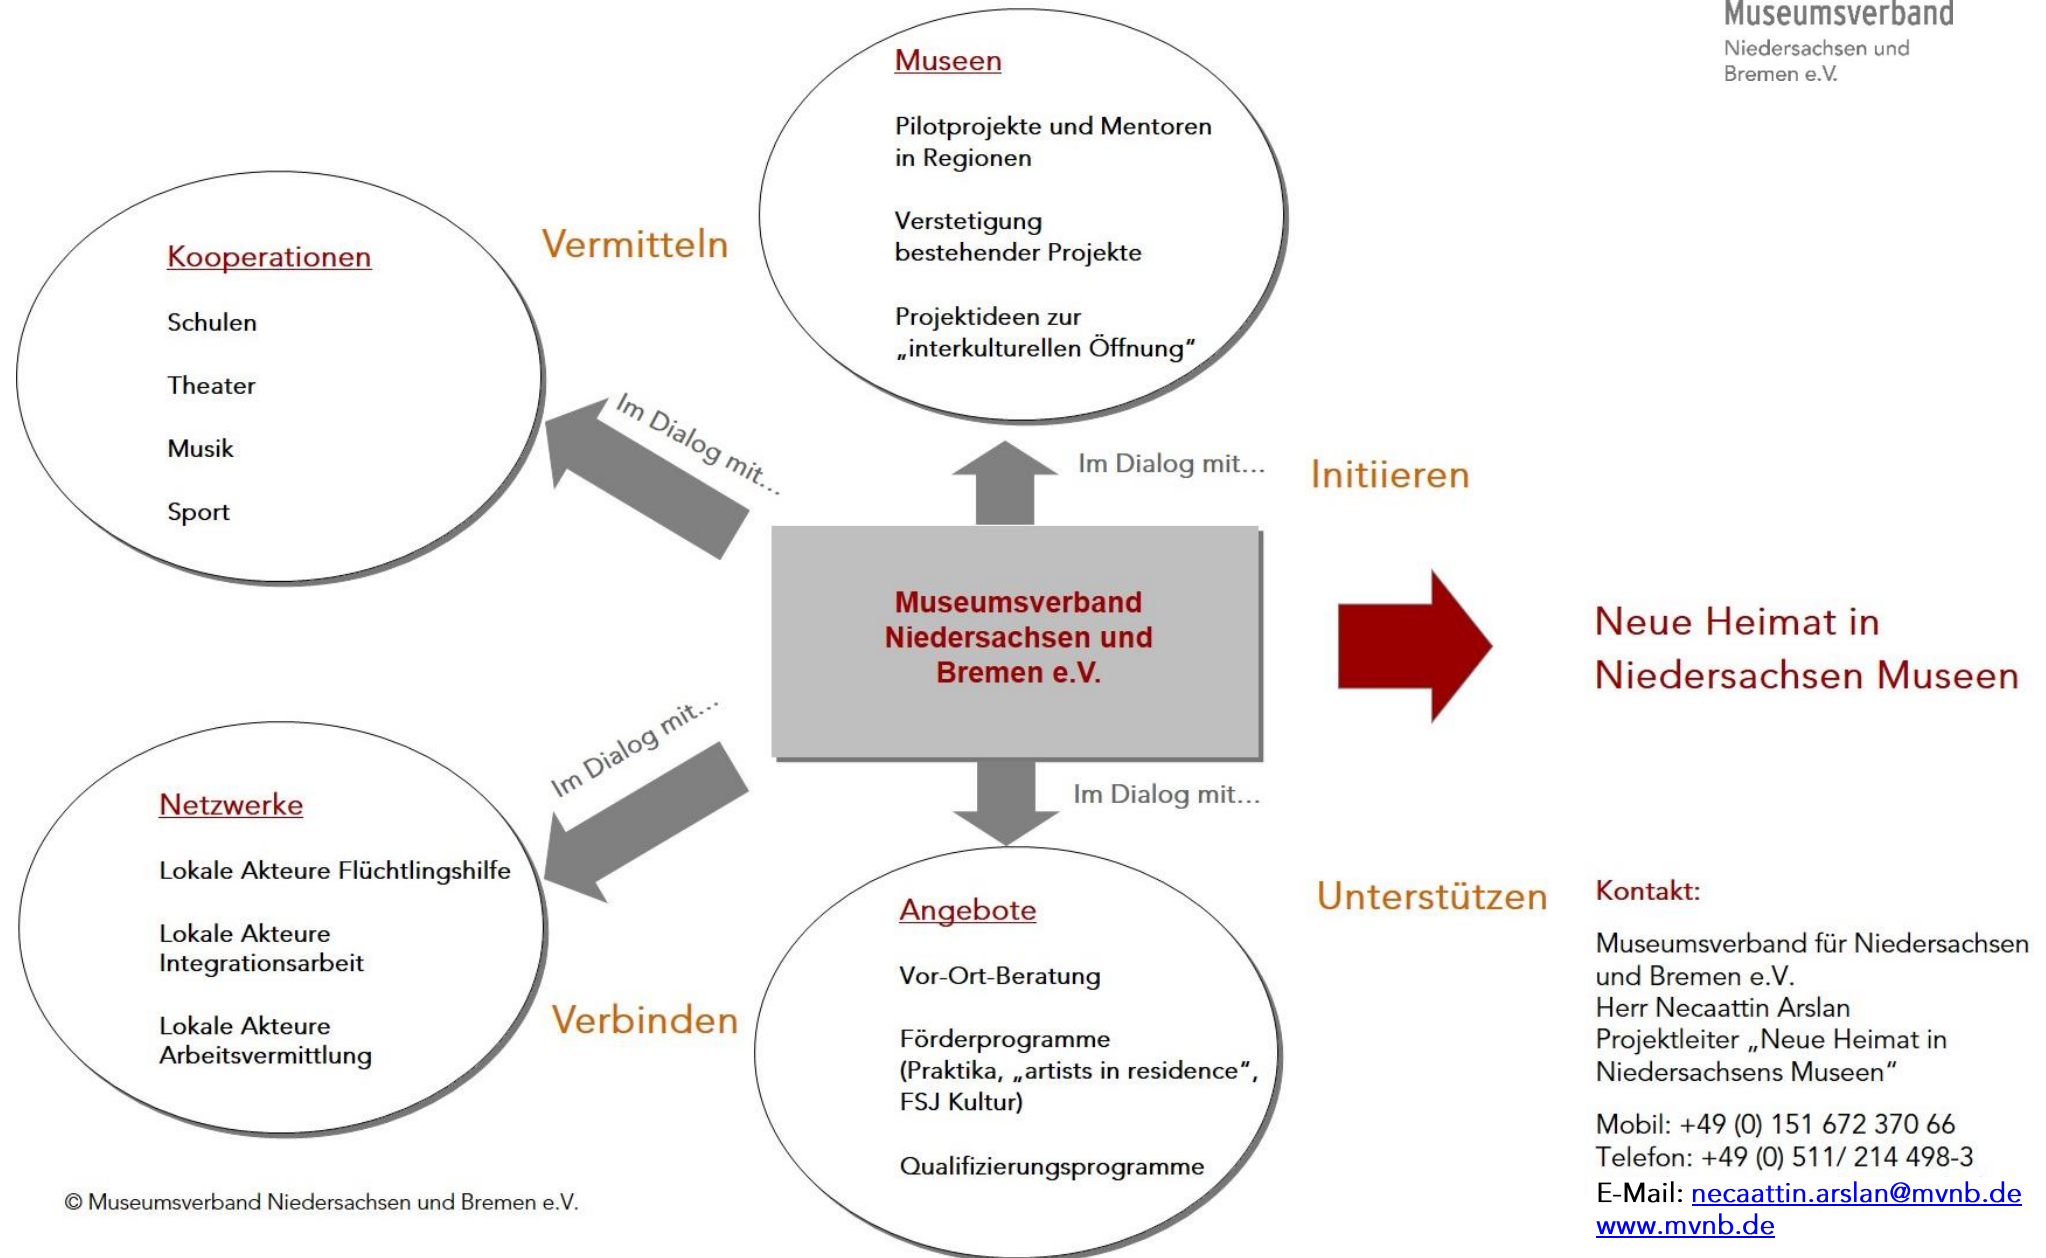 Museumsverband
Niedersachsen und
Bremen e.V.
Museen
Pilotprojekte und Mentoren
in Regionen
Verstetigung
bestehender Projekte
Projektideen zur
„interkulturellen Öffnung“
Vermitteln
Kooperationen
Schulen
Theater
Musik
Sport
Im Dialog mit...
Im Dialog mit...
Initiieren
Museumsverband
Niedersachsen und
Bremen e.V.
Neue Heimat in
Niedersachsen Museen
Im Dialog mit...
Im Dialog mit...
Netzwerke
Lokale Akteure Flüchtlingshilfe
Lokale Akteure
Integrationsarbeit
Lokale Akteure
Arbeitsvermittlung
Verbinden
Angebote
Vor-Ort-Beratung
Förderprogramme
(Praktika, „artists in residence“,
FSJ Kultur)
Qualifizierungsprogramme
Unterstützen
Kontakt:
Museumsverband für Niedersachsen
und Bremen e.V.
Herr Necaattin Arslan
Projektleiter „Neue Heimat in
Niedersachsens Museen“
Mobil: +49 (0) 151 672 370 66
Telefon: +49 (0) 511/ 214 498-3
E-Mail: necaattin.arslan@mvnb.de
www.mvnb.de
© Museumsverband Niedersachsen und Bremen e.V.